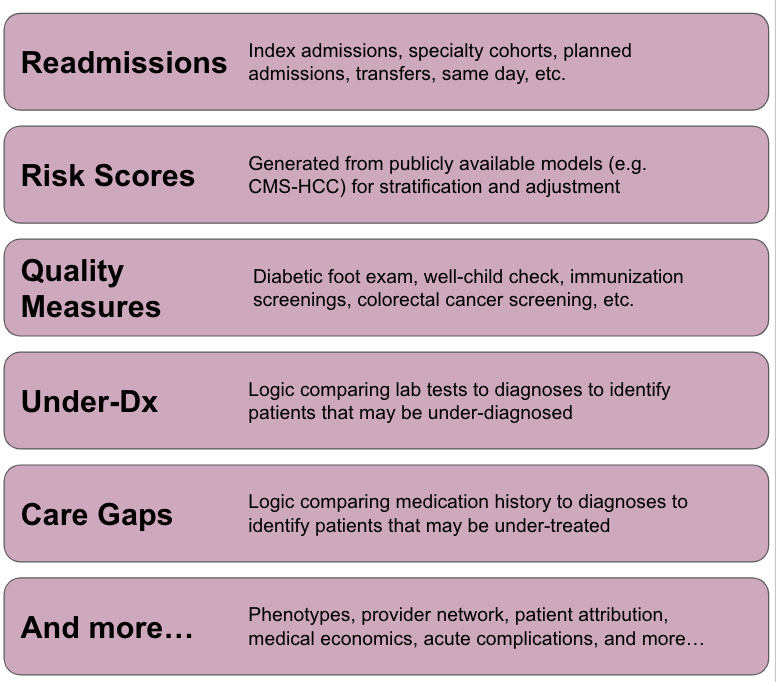 Readmissions
Index admissions, specialty cohorts, planned
admissions, transfers, same day, etc.
Risk Scores
Generated from publicly available models (e.g.
CMS-HCC) for stratification and adjustment
Quality
Measures
Diabetic foot exam, well-child check, immunization
screenings, colorectal cancer screening, etc.
Under-Dx
Logic comparing lab tests to diagnoses to identify
patients that may be under-diagnosed
Care Gaps
Logic comparing medication history to diagnoses to
identify patients that may be under-treated
And more…
Phenotypes, provider network, patient attribution,
medical economics, acute complications, and more…